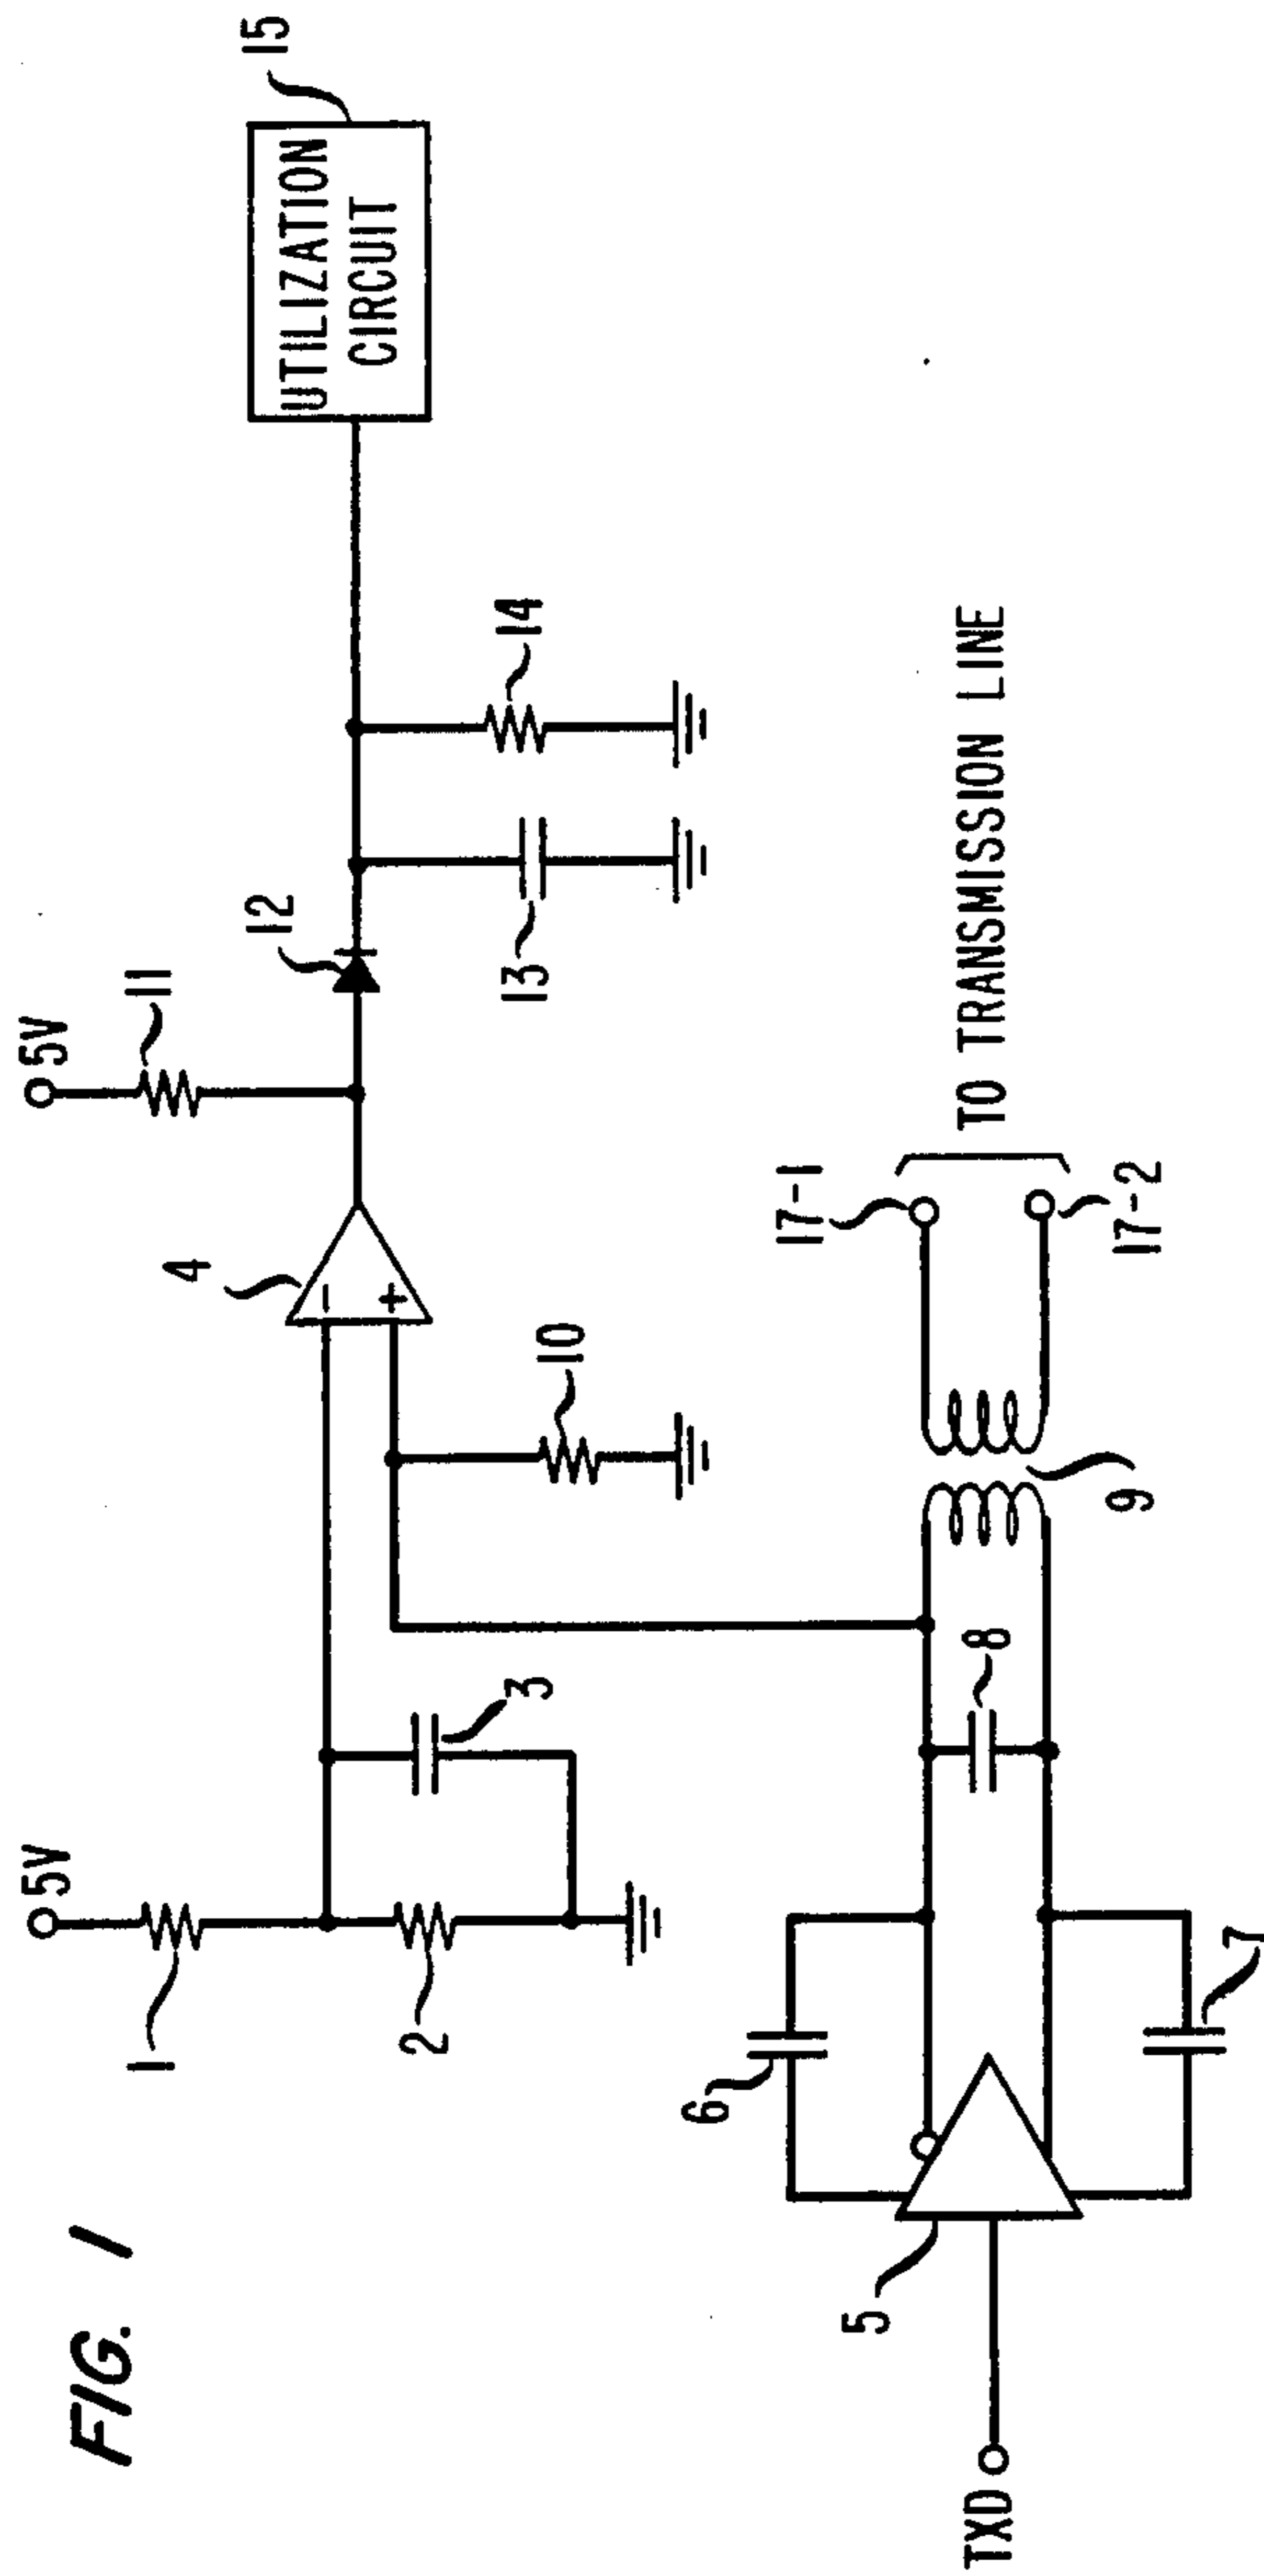 FIG. 1
5V
1
2
3
4
5V
11
12
13
14
UTILIZATION
CIRCUIT
15
10
TXD
5
6
7
8
9
17-1
17-2
TO TRANSMISSION LINE
-
+